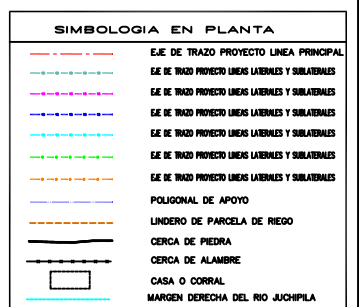 SIMBOLOGIA EN PLANTA
EJE DE TRAZO PROYECTO LINEA PRINCIPAL
EJE DE TRAZO PROYECTO LINEAS LATERALES Y SUBLATERALES
EJE DE TRAZO PROYECTO LINEAS LATERALES Y SUBLATERALES
EJE DE TRAZO PROYECTO LINEAS LATERALES Y SUBLATERALES
EJE DE TRAZO PROYECTO LINEAS LATERALES Y SUBLATERALES
EJE DE TRAZO PROYECTO LINEAS LATERALES Y SUBLATERALES
EJE DE TRAZO PROYECTO LINEAS LATERALES Y SUBLATERALES
POLIGONAL DE APOYO
LINDERO DE PARCELA DE RIEGO
CERCA DE PIEDRA
CERCA DE ALAMBRE
CASA O CORRAL
MARGEN DERECHA DEL RIO JUCHIPILA